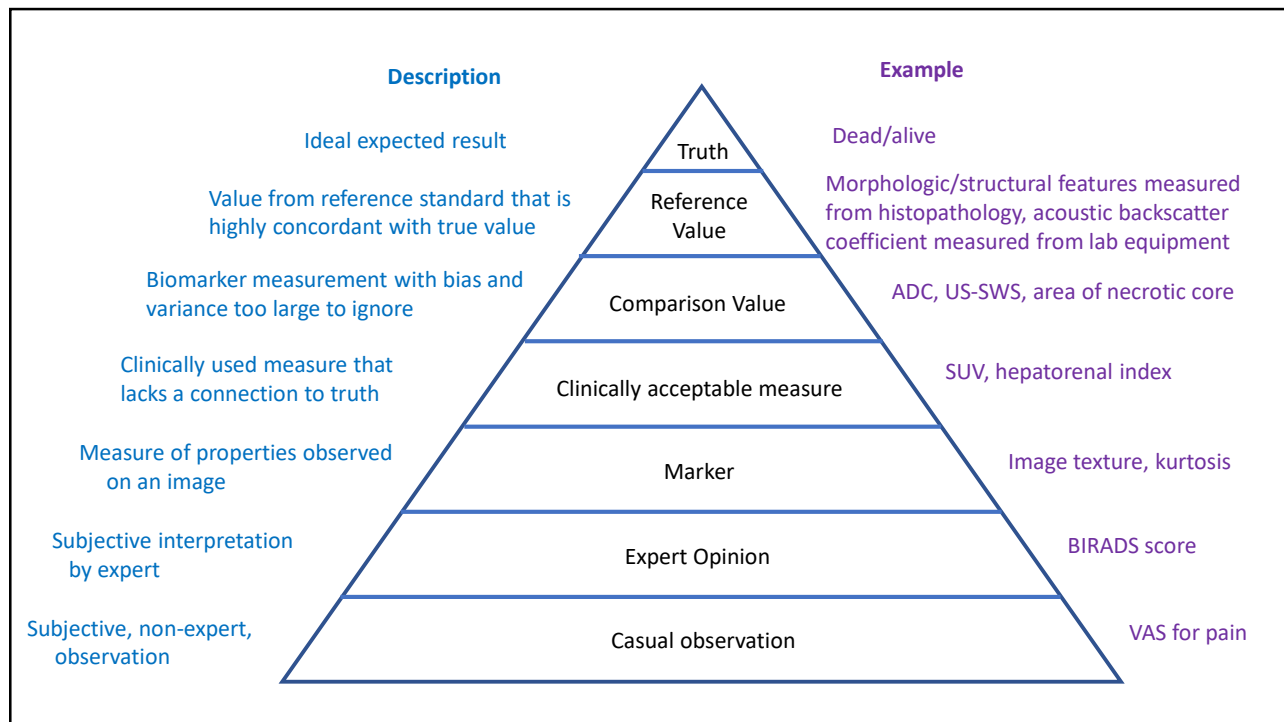 Description
Example
Ideal expected result
Truth
Dead/alive
Value from reference standard that is
highly concordant with true value
Reference
Value
Morphologic/structural features measured
from histopathology, acoustic backscatter
coefficient measured from lab equipment
Biomarker measurement with bias and
variance too large to ignore
Comparison Value
ADC, US-SWS, area of necrotic core
Clinically used measure that
lacks a connection to truth
Clinically acceptable measure
SUV, hepatorenal index
Measure of properties observed
on an image
Marker
Image texture, kurtosis
Subjective interpretation
by expert
Expert Opinion
BIRADS score
Subjective, non-expert,
observation
Casual observation
VAS for pain